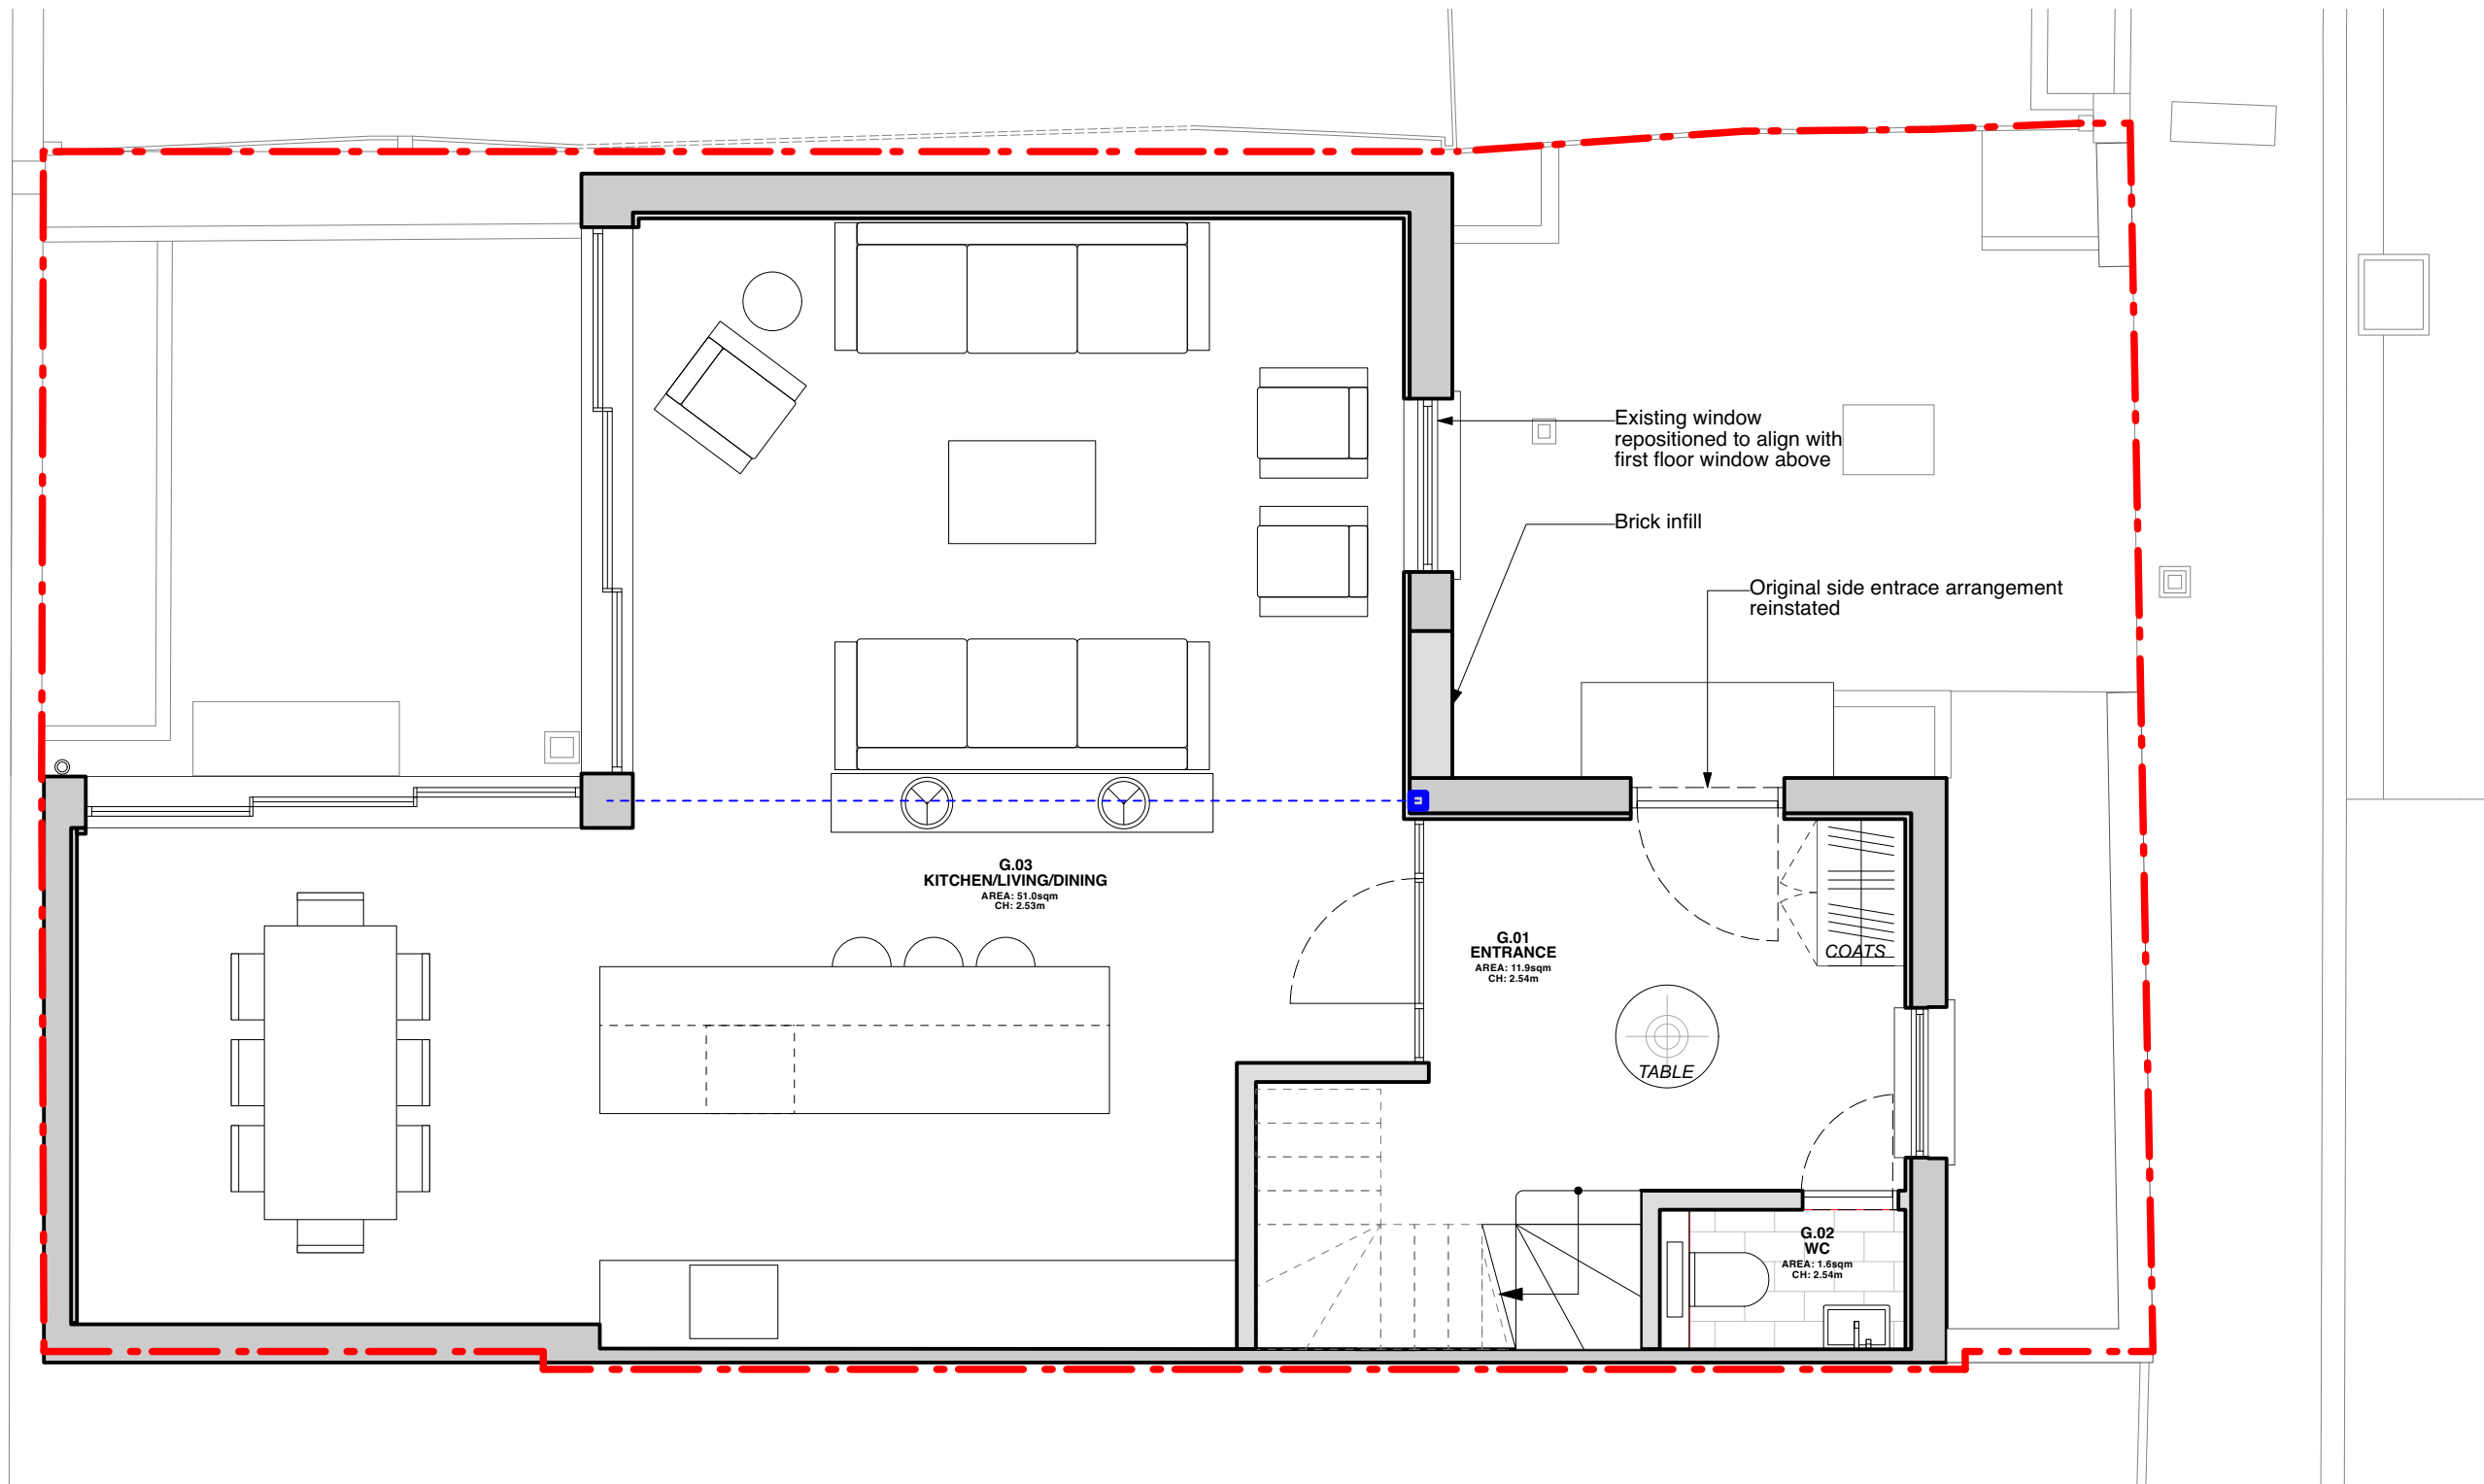 Existing window
repositioned to align with
first floor window above
Brick infill
Original side entrace arrangement
reinstated
G.03
KITCHEN/LIVING/DINING
AREA: 51.0sqm
CH: 2.53m
G.01
ENTRANCE
AREA: 11.9sqm
CH: 2.54m
COATS
TABLE
G.02
WC
AREA: 1.6sqm
CH: 2.54m